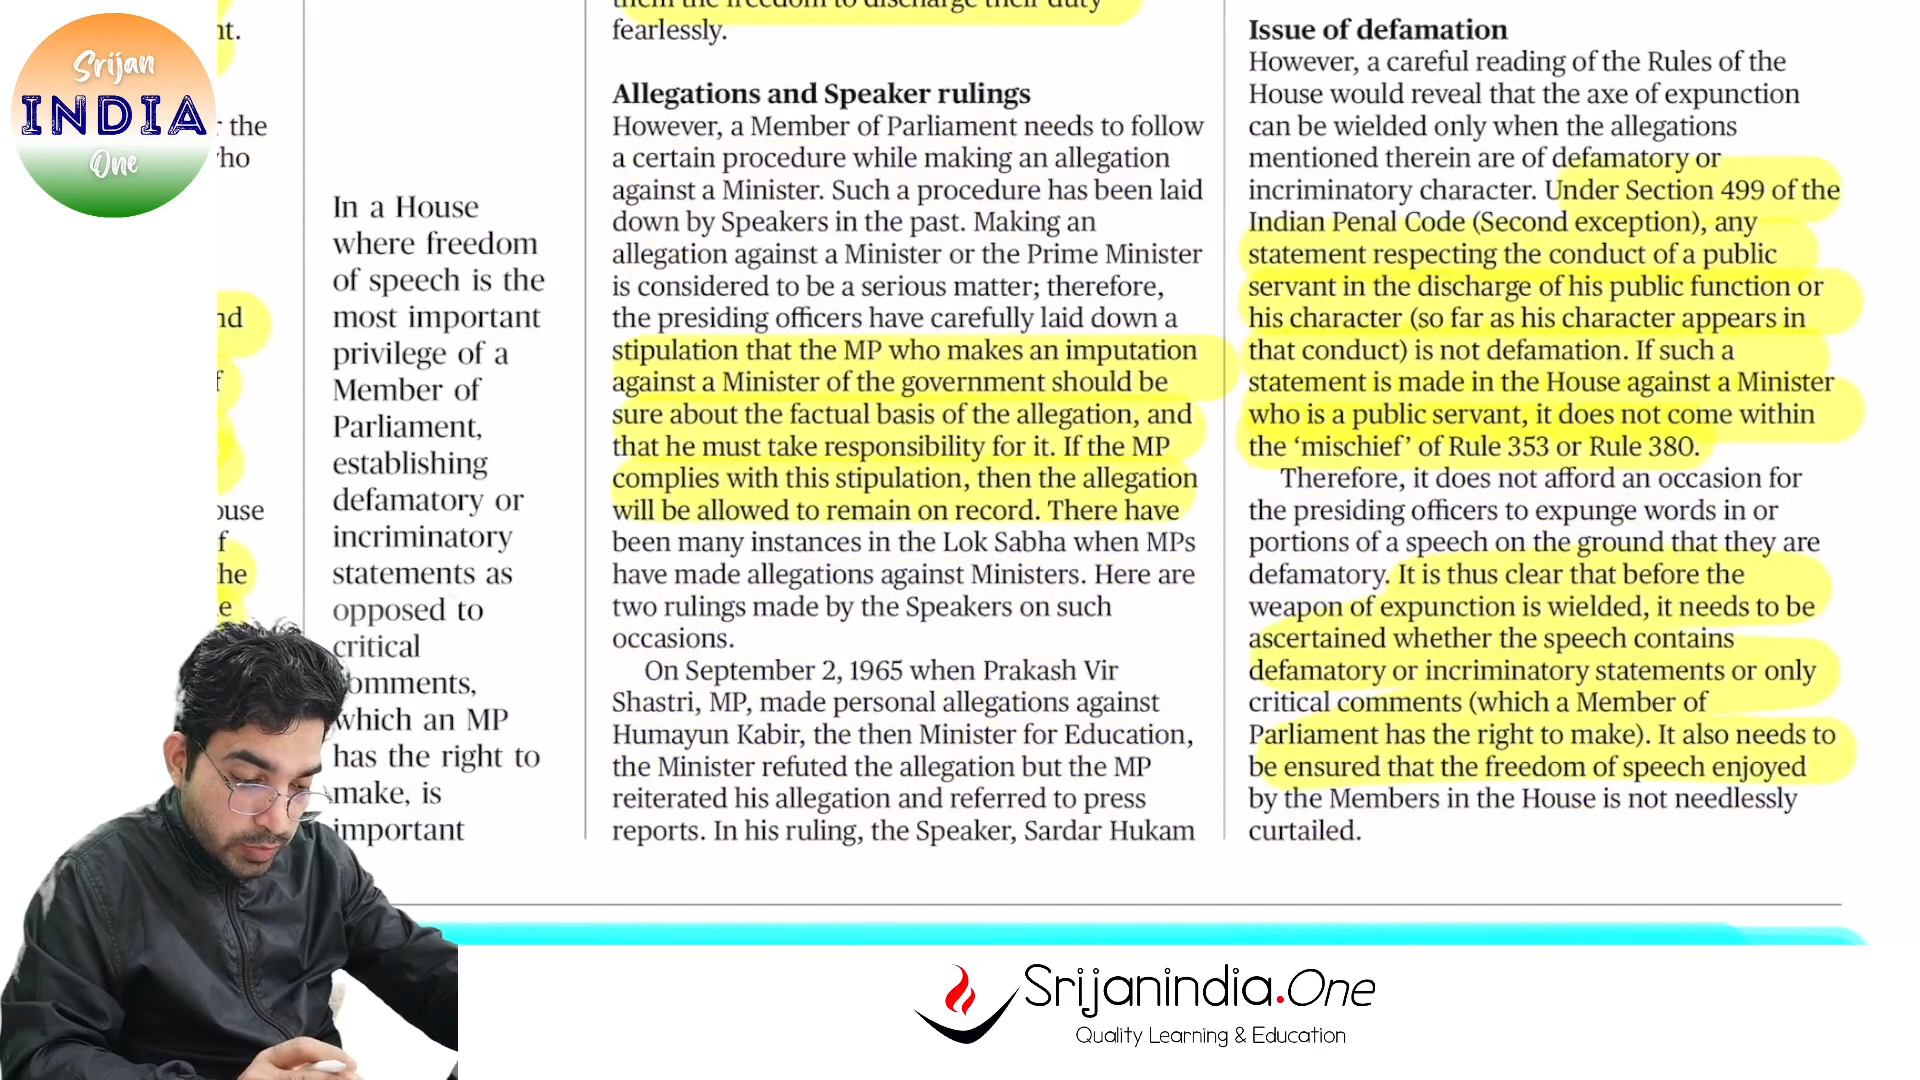 Srijan
INDIA
One
nt.
the
ho
nd
f
ouse
f
he
e
In a House
where freedom
of speech is the
most important
privilege of a
Member of
Parliament,
establishing
defamatory or
incriminatory
statements as
opposed to
critical
omments,
which an MP
has the right to
make, is
important
them the freedom to discharge their duty
fearlessly.
Allegations and Speaker rulings
However, a Member of Parliament needs to follow
a certain procedure while making an allegation
against a Minister. Such a procedure has been laid
down by Speakers in the past. Making an
allegation against a Minister or the Prime Minister
is considered to be a serious matter; therefore,
the presiding officers have carefully laid down a
stipulation that the MP who makes an imputation
against a Minister of the government should be
sure about the factual basis of the allegation, and
that he must take responsibility for it. If the MP
complies with this stipulation, then the allegation
will be allowed to remain on record. There have
been many instances in the Lok Sabha when MPs
have made allegations against Ministers. Here are
two rulings made by the Speakers on such
occasions.
On September 2, 1965 when Prakash Vir
Shastri, MP, made personal allegations against
Humayun Kabir, the then Minister for Education,
the Minister refuted the allegation but the MP
reiterated his allegation and referred to press
reports. In his ruling, the Speaker, Sardar Hukam
Issue of defamation
However, a careful reading of the Rules of the
House would reveal that the axe of expunction
can be wielded only when the allegations
mentioned therein are of defamatory or
incriminatory character. Under Section 499 of the
Indian Penal Code (Second exception), any
statement respecting the conduct of a public
servant in the discharge of his public function or
his character (so far as his character appears in
that conduct) is not defamation. If such a
statement is made in the House against a Minister
who is a public servant, it does not come within
the ‘mischief’ of Rule 353 or Rule 380.
Therefore, it does not afford an occasion for
the presiding officers to expunge words in or
portions of a speech on the ground that they are
defamatory. It is thus clear that before the
weapon of expunction is wielded, it needs to be
ascertained whether the speech contains
defamatory or incriminatory statements or only
critical comments (which a Member of
Parliament has the right to make). It also needs to
be ensured that the freedom of speech enjoyed
by the Members in the House is not needlessly
curtailed.
Srijanindia.One
Quality Learning & Education